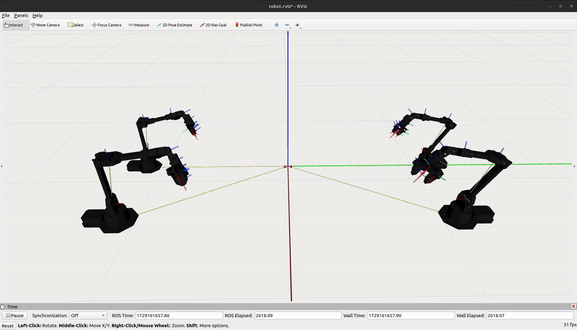 robot.rviz* - RViz
File Panels Help
Interact Move Camera Select Focus Camera Measure 2D Pose Estimate 2D Nav Goal Publish Point
Time
Pause Synchronization: Off ROS Time: 1729161657.86 ROS Elapsed: 2618.09 Wall Time: 1729161657.90 Wall Elapsed: 2618.07
Reset Left-Click: Rotate. Middle-Click: Move X/Y. Right-Click/Mouse Wheel: Zoom. Shift: More options. 31 fps